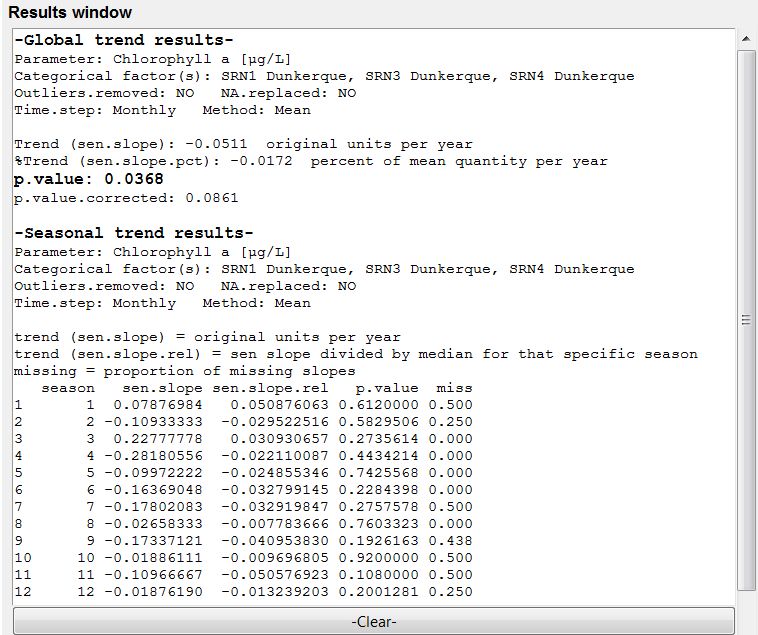 Results window
-Global trend results-
Parameter: Chlorophyll a [µg/L]
Categorical factor(s): SRN1 Dunkerque, SRN3 Dunkerque, SRN4 Dunkerque
Outliers.removed: NO   NA.replaced: NO
Time.step: Monthly   Method: Mean
Trend (sen.slope): -0.0511  original units per year
%Trend (sen.slope.pct): -0.0172  percent of mean quantity per year
p.value: 0.0368
p.value.corrected: 0.0861
-Seasonal trend results-
Parameter: Chlorophyll a [µg/L]
Categorical factor(s): SRN1 Dunkerque, SRN3 Dunkerque, SRN4 Dunkerque
Outliers.removed: NO   NA.replaced: NO
Time.step: Monthly   Method: Mean
trend (sen.slope) = original units per year
trend (sen.slope.rel) = sen slope divided by median for that specific season
missing = proportion of missing slopes
season   sen.slope sen.slope.rel   p.value  miss
1       1  0.07876984   0.050876063 0.6120000 0.500
2       2 -0.10933333  -0.029522516 0.5829506 0.250
3       3  0.22777778   0.030930657 0.2735614 0.000
4       4 -0.28180556  -0.022110087 0.4434214 0.000
5       5 -0.09972222  -0.024855346 0.7425568 0.000
6       6 -0.16369048  -0.032799145 0.2284398 0.000
7       7 -0.17802083  -0.032919847 0.2757578 0.500
8       8 -0.02658333  -0.007783666 0.7603323 0.000
9       9 -0.17337121  -0.040953830 0.1926163 0.438
10     10 -0.01886111  -0.009696805 0.9200000 0.500
11     11 -0.10966667  -0.050576923 0.1080000 0.500
12     12 -0.01876190  -0.013239203 0.2001281 0.250
-Clear-